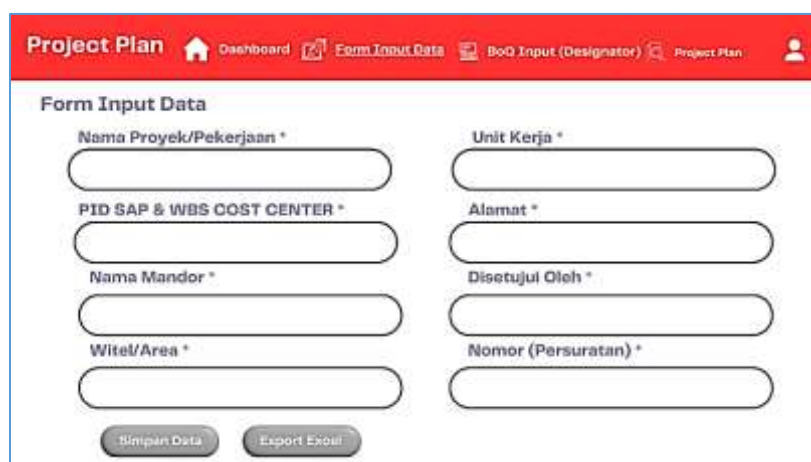 Project Plan Dashboard Form Input Data BoQ Input (Designator) Project Plan
Form Input Data
Nama Proyek/Pekerjaan * Unit Kerja *
PID SAP & WBS COST CENTER * Alamat *
Nama Mandor * Disetujui Oleh *
Witel/Area * Nomor (Persuratan) *
Simpan Data Export Excel